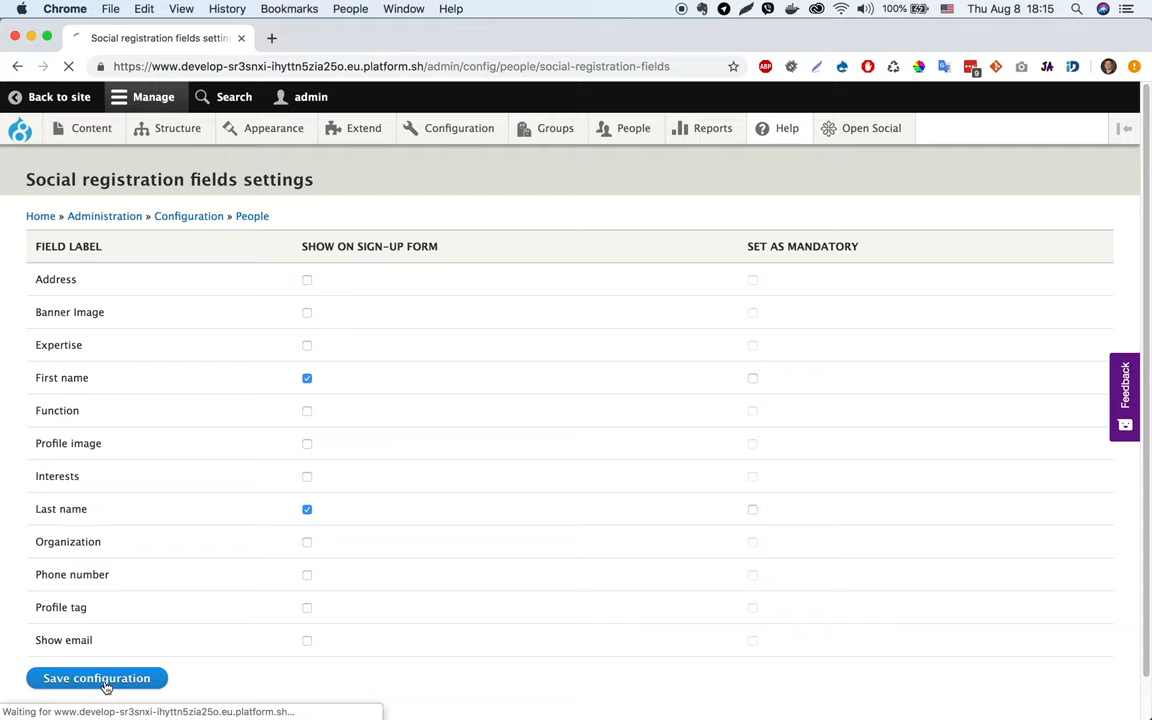 Chrome File Edit View History Bookmarks People Window Help 100% Thu Aug 8 18:15
Social registration fields settin
https://www.develop-sr3snxi-ihyttn5zia25o.eu.platform.sh/admin/config/people/social-registration-fields
ABP 9 JA D
Back to site Manage Search admin
Content Structure Appearance Extend Configuration Groups People Reports Help Open Social
Social registration fields settings
Home » Administration » Configuration » People
FIELD LABEL SHOW ON SIGN-UP FORM SET AS MANDATORY
Address
Banner Image
Expertise
First name
Function
Profile image
Interests
Last name
Organization
Phone number
Profile tag
Show email
Feedback
Save configuration
Waiting for www.develop-sr3snxi-ihyttn5zia25o.eu.platform.sh...